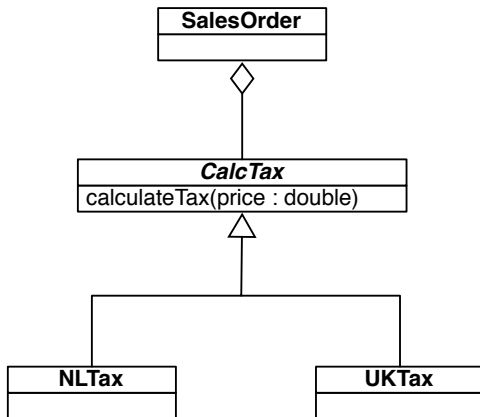 SalesOrder
CalcTax
calculateTax(price : double)
NLTax
UKTax